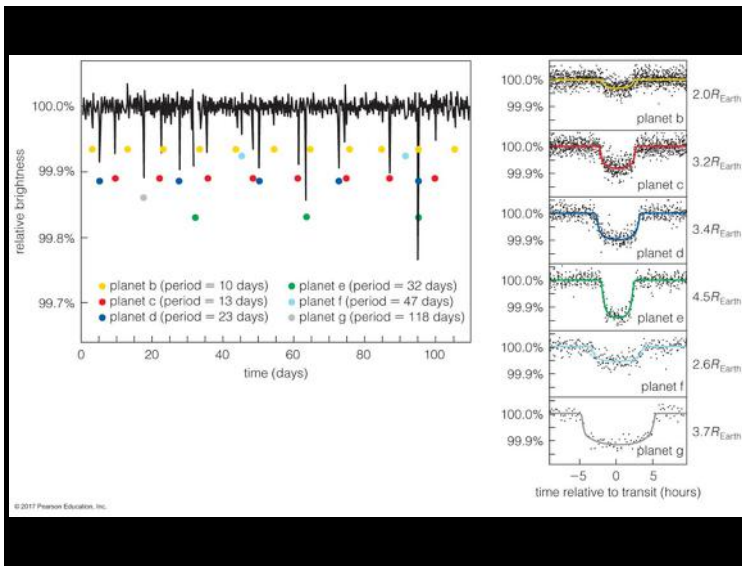 100.0%
99.9%
99.8%
99.7%
relative brightness
planet b (period = 10 days)
planet c (period = 13 days)
planet d (period = 23 days)
planet e (period = 32 days)
planet f (period = 47 days)
planet g (period = 118 days)
0 20 40 60 80 100
time (days)
100.0%
99.9%
planet b
2.0REarth
100.0%
99.9%
planet c
3.2REarth
100.0%
99.9%
planet d
3.4REarth
100.0%
99.9%
planet e
4.5REarth
100.0%
99.9%
planet f
2.6REarth
100.0%
99.9%
planet g
3.7REarth
−5 0 5
time relative to transit (hours)
© 2017 Pearson Education, Inc.